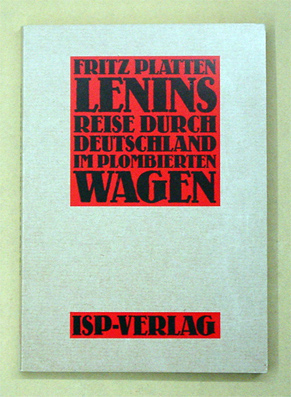 FRITZ PLATTEN
LENINS
REISE DURCH
DEUTSCHLAND
IM PLOMBIERTEN
WAGEN
ISP-VERLAG